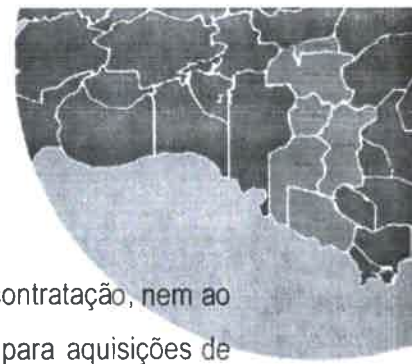 contratação, nem ao
para aquisições de